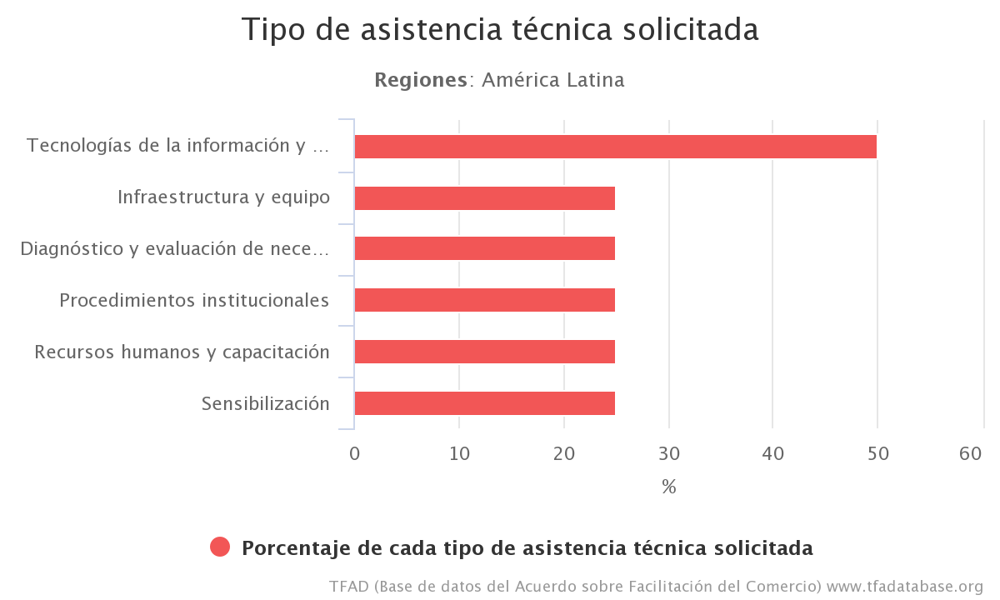 Tipo de asistencia técnica solicitada
Regiones: América Latina
Tecnologías de la información y ...
Infraestructura y equipo
Diagnóstico y evaluación de nece...
Procedimientos institucionales
Recursos humanos y capacitación
Sensibilización
0 10 20 30 40 50 60
%
Porcentaje de cada tipo de asistencia técnica solicitada
TFAD (Base de datos del Acuerdo sobre Facilitación del Comercio) www.tfadatabase.org